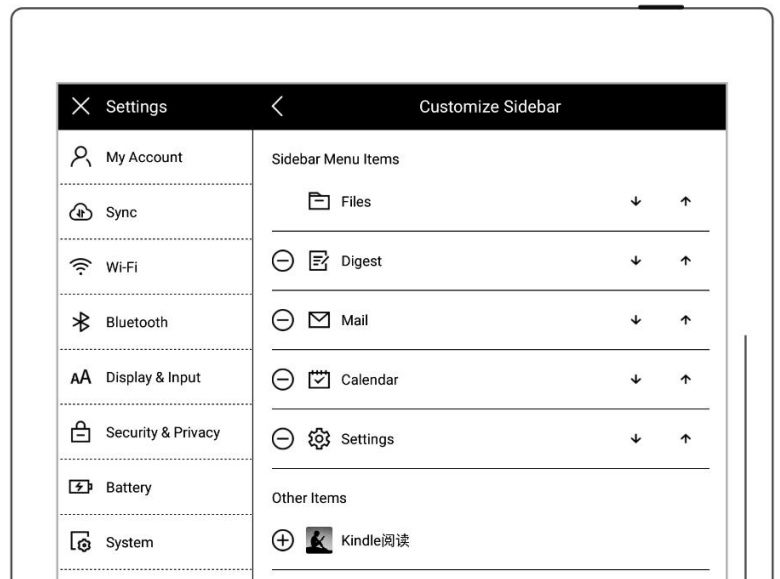 Settings
Customize Sidebar
My Account
Sync
Wi-Fi
Bluetooth
AA Display & Input
Security & Privacy
Battery
System
Sidebar Menu Items
Files
Digest
Mail
Calendar
Settings
Other Items
Kindle阅读